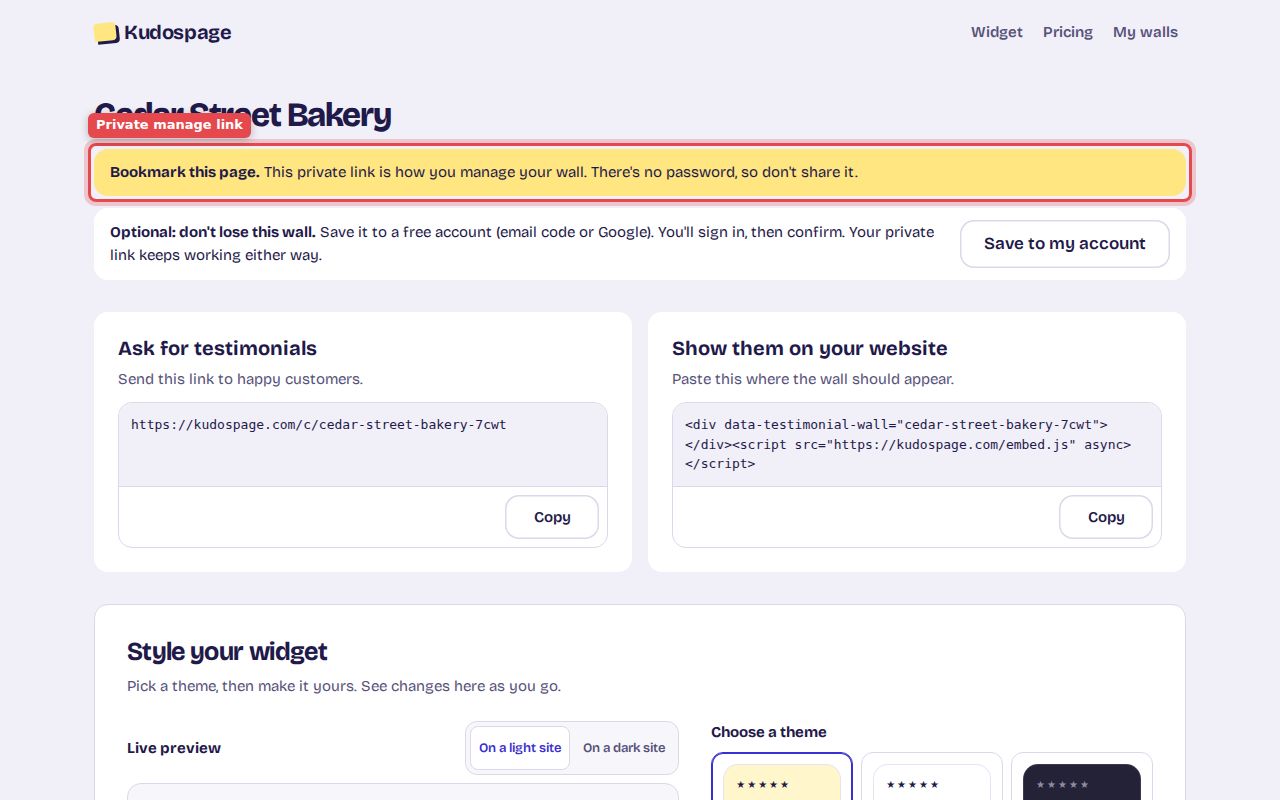 Kudospage
Widget Pricing My walls
Cedar Street Bakery
Private manage link
Bookmark this page. This private link is how you manage your wall. There's no password, so don't share it.
Optional: don't lose this wall. Save it to a free account (email code or Google). You'll sign in, then confirm. Your private
link keeps working either way.
Save to my account
Ask for testimonials
Send this link to happy customers.
https://kudospage.com/c/cedar-street-bakery-7cwt
Copy
Show them on your website
Paste this where the wall should appear.
<div data-testimonial-wall="cedar-street-bakery-7cwt">
</div><script src="https://kudospage.com/embed.js" async>
</script>
Copy
Style your widget
Pick a theme, then make it yours. See changes here as you go.
Live preview
On a light site
On a dark site
Choose a theme
★★★★★
★★★★★
★★★★★